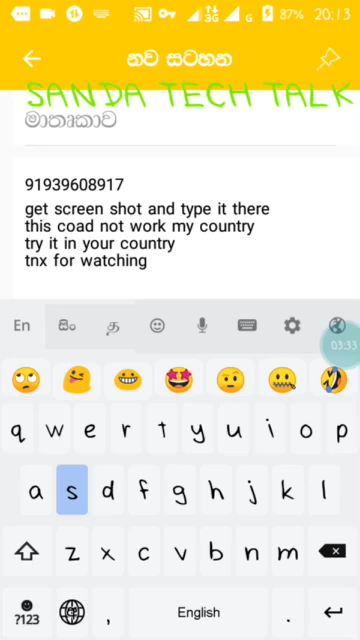 3G G 87% 20:13
නව සටහන
SANDA TECH TALK
මාතෘකාව
91939608917
get screen shot and type it there
this coad not work my country
try it in your country
tnx for watching
En සිං த
03:33
q w e r t y u i o p
a s d f g h j k l
z x c v b n m
?123 , English .